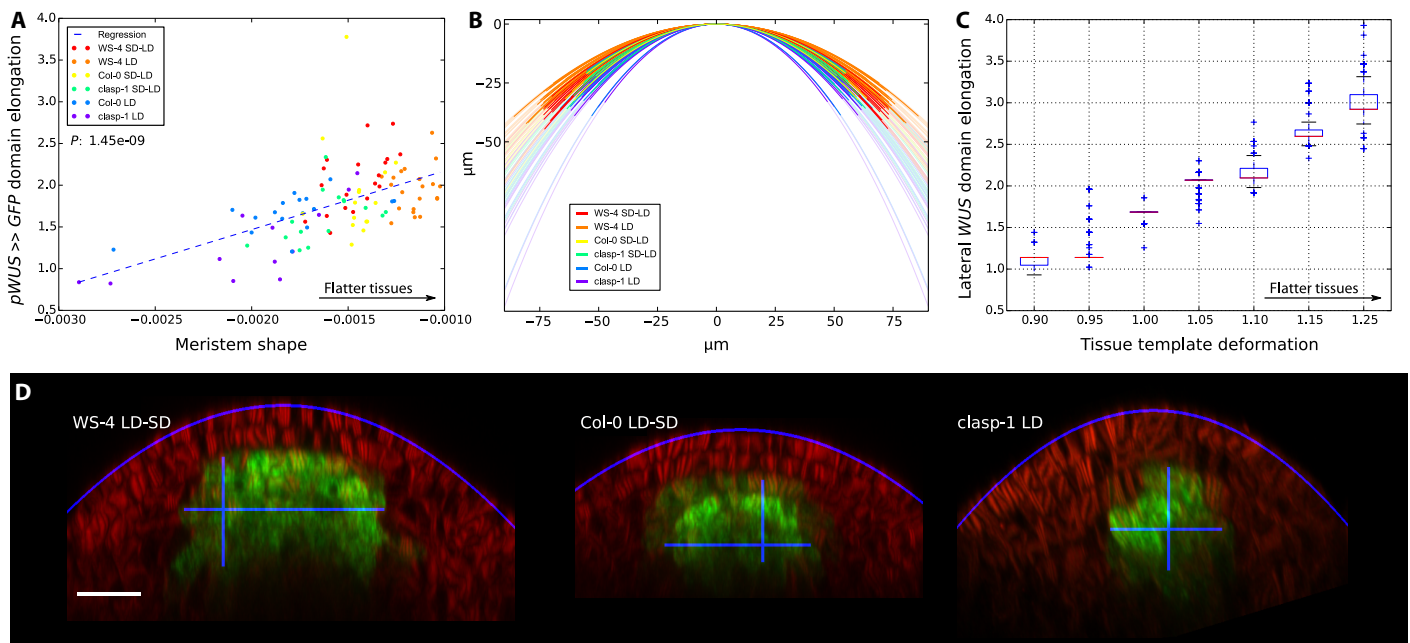 A
pWUS >> GFP domain elongation
4.0
3.5
3.0
2.5
2.0
1.5
1.0
0.5
Regression
WS-4 SD-LD
WS-4 LD
Col-0 SD-LD
clasp-1 SD-LD
Col-0 LD
clasp-1 LD
P: 1.45e-09
Flatter tissues
−0.0030
−0.0025
−0.0020
−0.0015
−0.0010
Meristem shape
B
µm
0
−25
−50
WS-4 SD-LD
WS-4 LD
Col-0 SD-LD
clasp-1 SD-LD
Col-0 LD
clasp-1 LD
−75
−50
−25
0
25
50
75
µm
C
Lateral WUS domain elongation
4.0
3.5
3.0
2.5
2.0
1.5
1.0
0.5
Flatter tissues
0.90
0.95
1.00
1.05
1.10
1.15
1.25
Tissue template deformation
D
WS-4 LD-SD
Col-0 LD-SD
clasp-1 LD